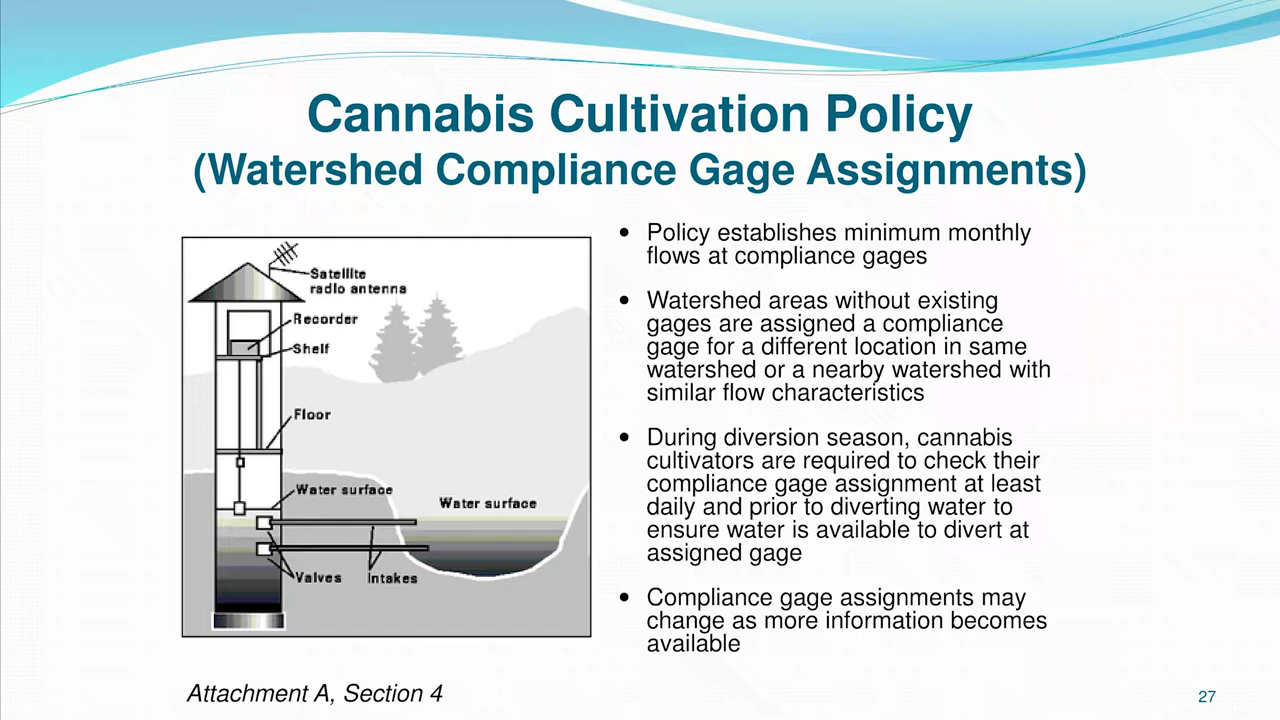 Cannabis Cultivation Policy
(Watershed Compliance Gage Assignments)
Satellite
radio antenna
Recorder
Shelf
Floor
Water surface
Water surface
Valves
Intakes
• Policy establishes minimum monthly
flows at compliance gages
• Watershed areas without existing
gages are assigned a compliance
gage for a different location in same
watershed or a nearby watershed with
similar flow characteristics
• During diversion season, cannabis
cultivators are required to check their
compliance gage assignment at least
daily and prior to diverting water to
ensure water is available to divert at
assigned gage
• Compliance gage assignments may
change as more information becomes
available
Attachment A, Section 4
27